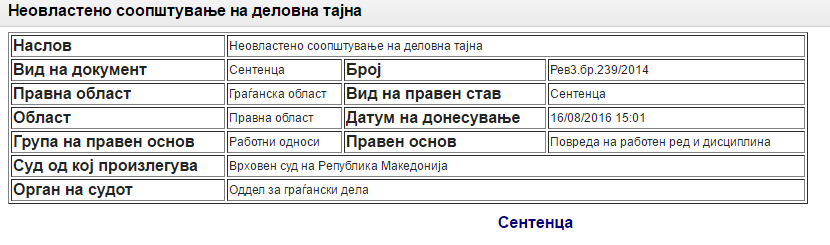 Неовластено соопштување на деловна тајна
Наслов Неовластено соопштување на деловна тајна
Вид на документ Сентенца Број Рев3.бр.239/2014
Правна област Граѓанска област Вид на правен став Сентенца
Област Правна област Датум на донесување 16/08/2016 15:01
Група на правен основ Работни односи Правен основ Повреда на работен ред и дисциплина
Суд од кој произлегува Врховен суд на Република Македонија
Орган на судот Оддел за граѓански дела
Сентенца